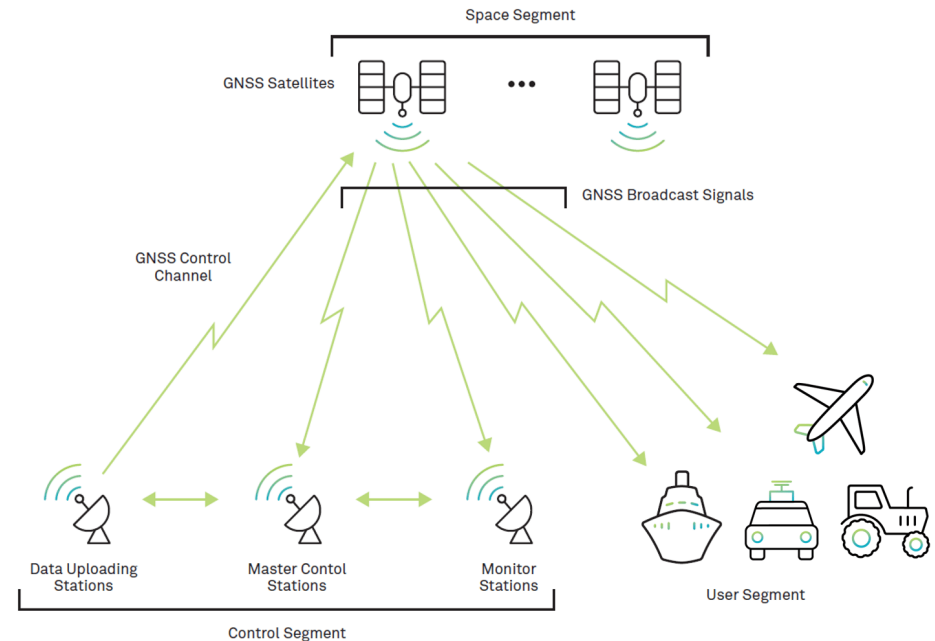 Space Segment
GNSS Satellites
GNSS Broadcast Signals
GNSS Control
Channel
Data Uploading
Stations
Master Contol
Stations
Monitor
Stations
User Segment
Control Segment